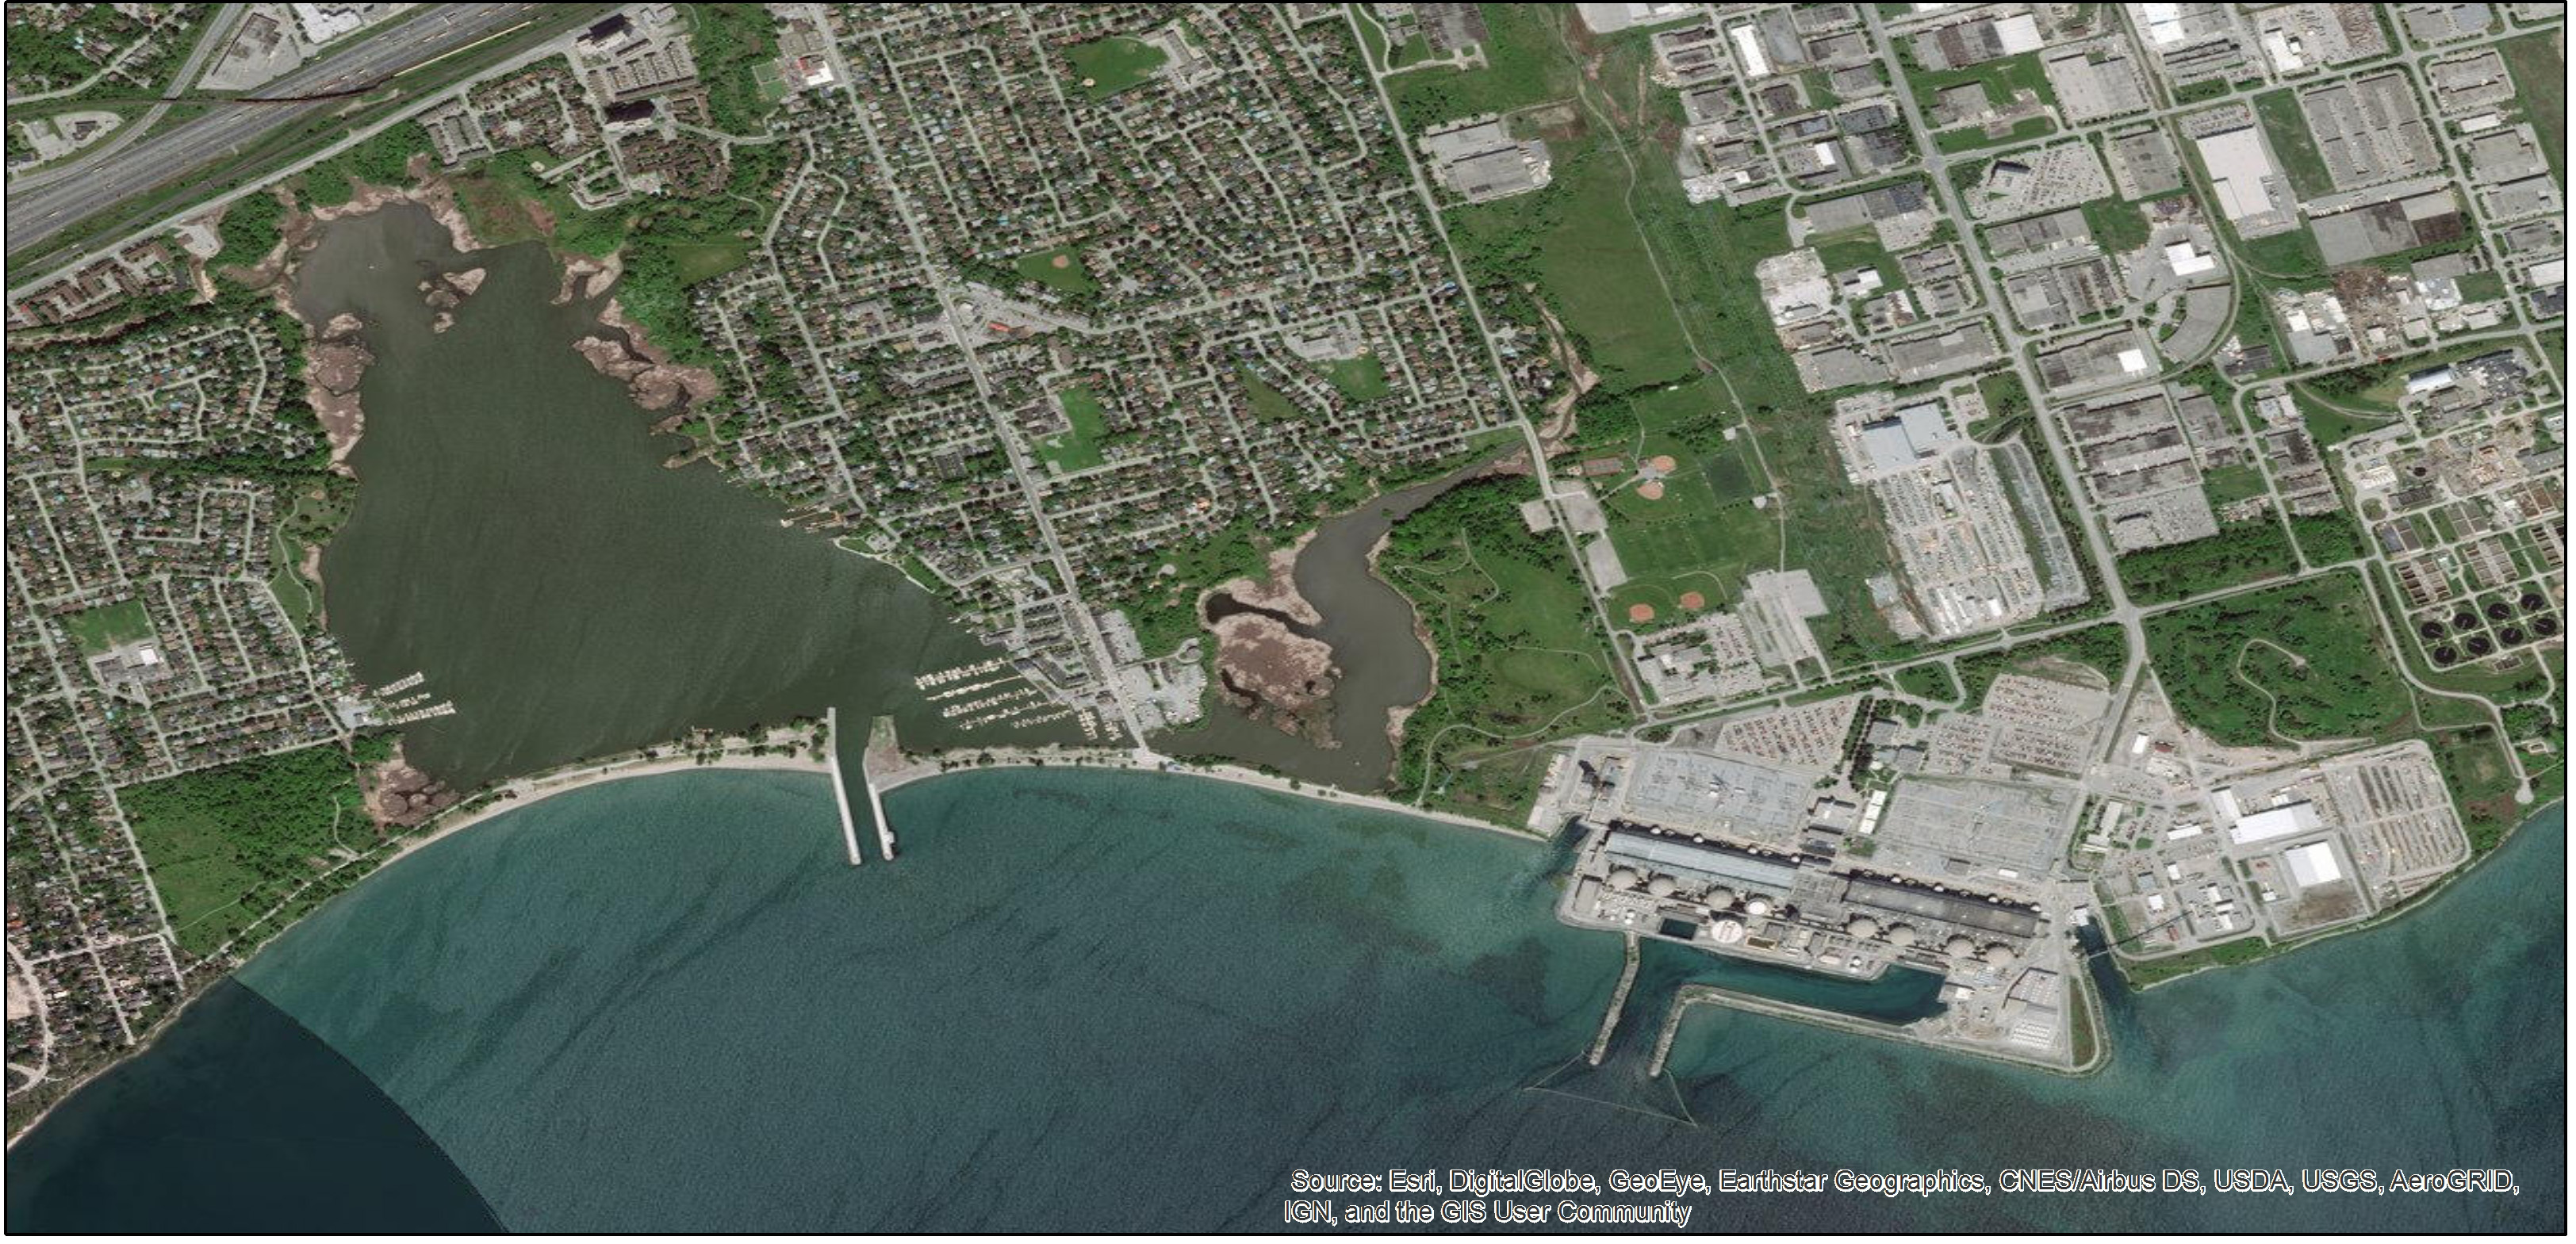 Source: Esri, DigitalGlobe, GeoEye, Earthstar Geographics, CNES/Airbus DS, USDA, USGS, AeroGRID,
IGN, and the GIS User Community